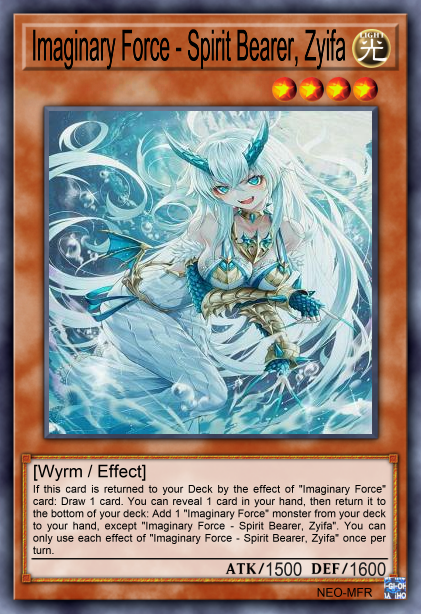 Imaginary Force - Spirit Bearer, Zyifa
LIGHT
光
[Wyrm / Effect]
If this card is returned to your Deck by the effect of "Imaginary Force"
card: Draw 1 card. You can reveal 1 card in your hand, then return it to
the bottom of your deck: Add 1 "Imaginary Force" monster from your deck
to your hand, except "Imaginary Force - Spirit Bearer, Zyifa". You can
only use each effect of "Imaginary Force - Spirit Bearer, Zyifa" once per
turn.
ATK/1500 DEF/1600
NEO-MFR